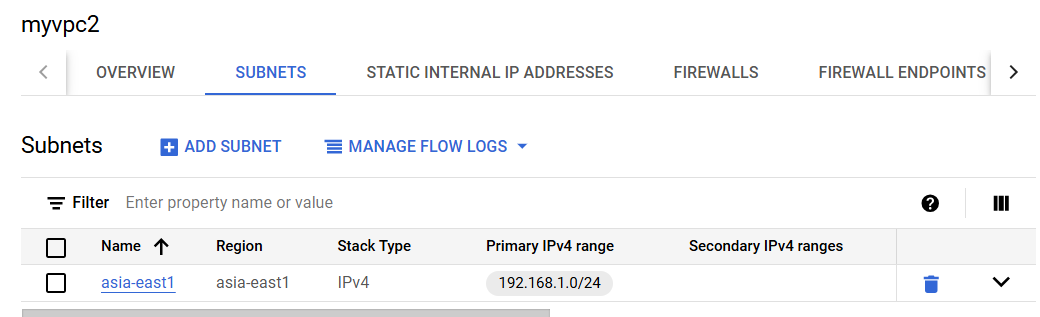 myvpc2
OVERVIEW SUBNETS STATIC INTERNAL IP ADDRESSES FIREWALLS FIREWALL ENDPOINTS
Subnets ADD SUBNET MANAGE FLOW LOGS
Filter Enter property name or value
Name Region Stack Type Primary IPv4 range Secondary IPv4 ranges
asia-east1 asia-east1 IPv4 192.168.1.0/24